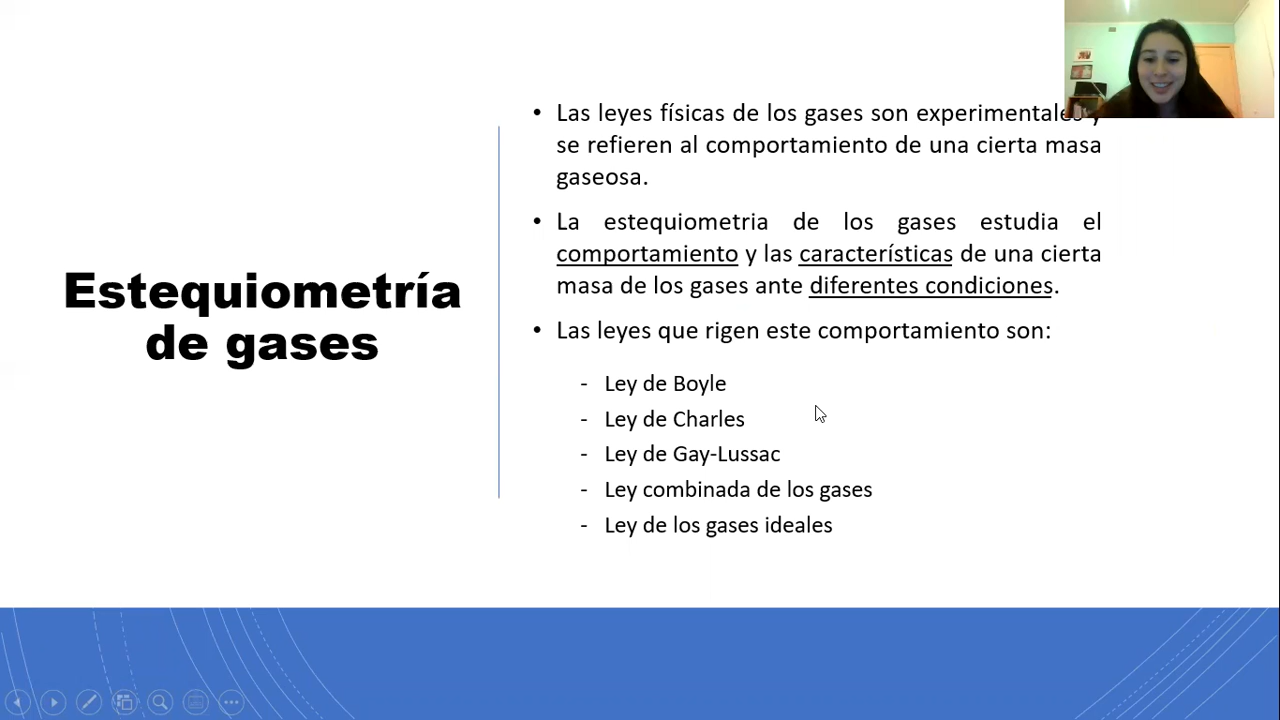 Estequiometría
de gases
• Las leyes físicas de los gases son experimentales y
se refieren al comportamiento de una cierta masa
gaseosa.
• La estequiometria de los gases estudia el
comportamiento y las características de una cierta
masa de los gases ante diferentes condiciones.
• Las leyes que rigen este comportamiento son:
- Ley de Boyle
- Ley de Charles
- Ley de Gay-Lussac
- Ley combinada de los gases
- Ley de los gases ideales